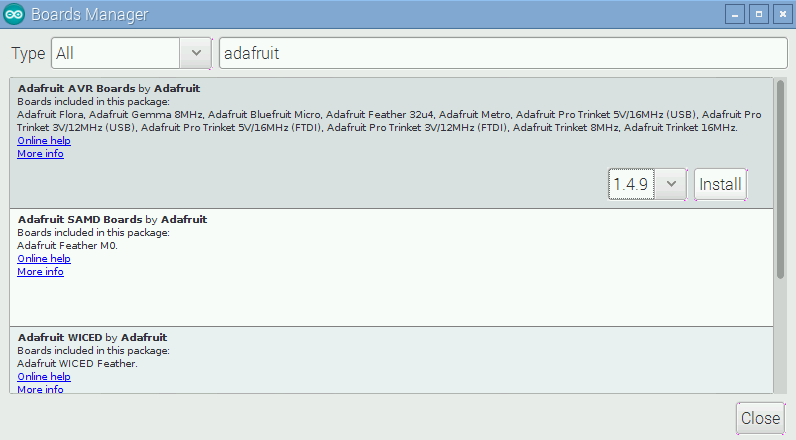 Boards Manager
Type All adafruit
Adafruit AVR Boards by Adafruit
Boards included in this package:
Adafruit Flora, Adafruit Gemma 8MHz, Adafruit Bluefruit Micro, Adafruit Feather 32u4, Adafruit Metro, Adafruit Pro Trinket 5V/16MHz (USB), Adafruit Pro
Trinket 3V/12MHz (USB), Adafruit Pro Trinket 5V/16MHz (FTDI), Adafruit Pro Trinket 3V/12MHz (FTDI), Adafruit Trinket 8MHz, Adafruit Trinket 16MHz.
Online help
More info
1.4.9 Install
Adafruit SAMD Boards by Adafruit
Boards included in this package:
Adafruit Feather M0.
Online help
More info
Adafruit WICED by Adafruit
Boards included in this package:
Adafruit WICED Feather.
Online help
More info
Close